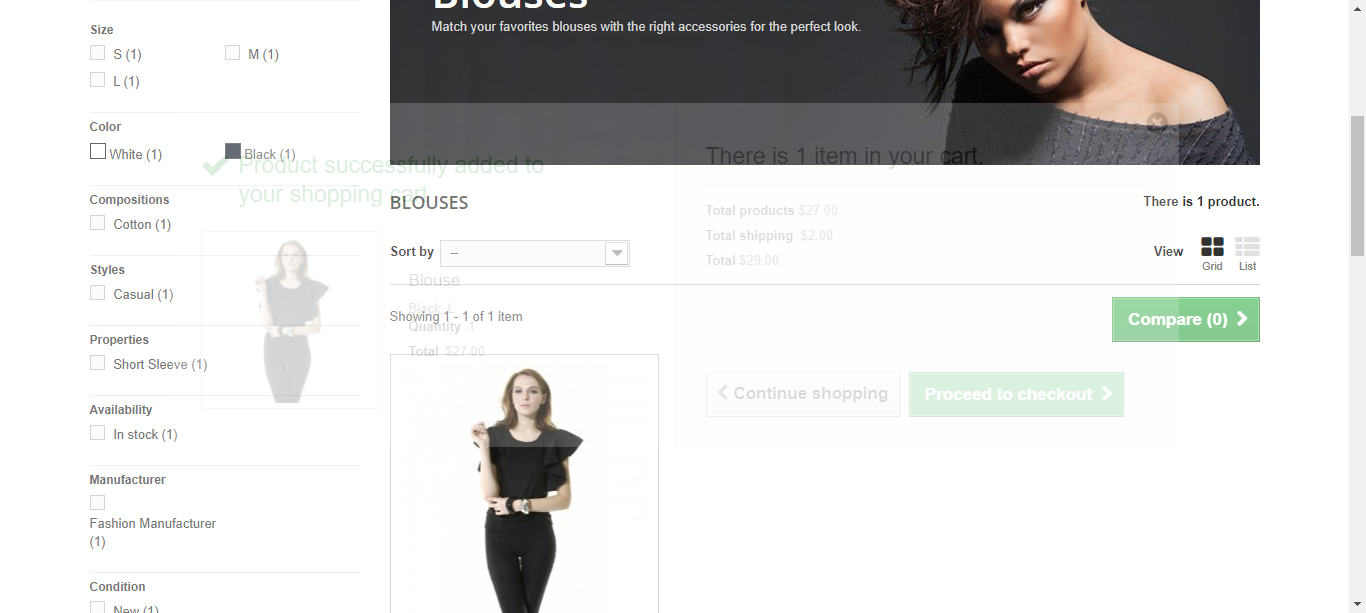 Blouses
Match your favorites blouses with the right accessories for the perfect look.
Size
S (1)
M (1)
L (1)
Color
White (1)
Black (1)
Compositions
Cotton (1)
Styles
Casual (1)
Properties
Short Sleeve (1)
Availability
In stock (1)
Manufacturer
Fashion Manufacturer
(1)
Condition
New (1)
BLOUSES
There is 1 product.
Sort by
--
View
Grid
List
Showing 1 - 1 of 1 item
Compare (0)
Product successfully added to
your shopping cart
Blouse
Black, L
Quantity 1
Total $27.00
There is 1 item in your cart.
Total products $27.00
Total shipping $2.00
Total $29.00
Continue shopping
Proceed to checkout